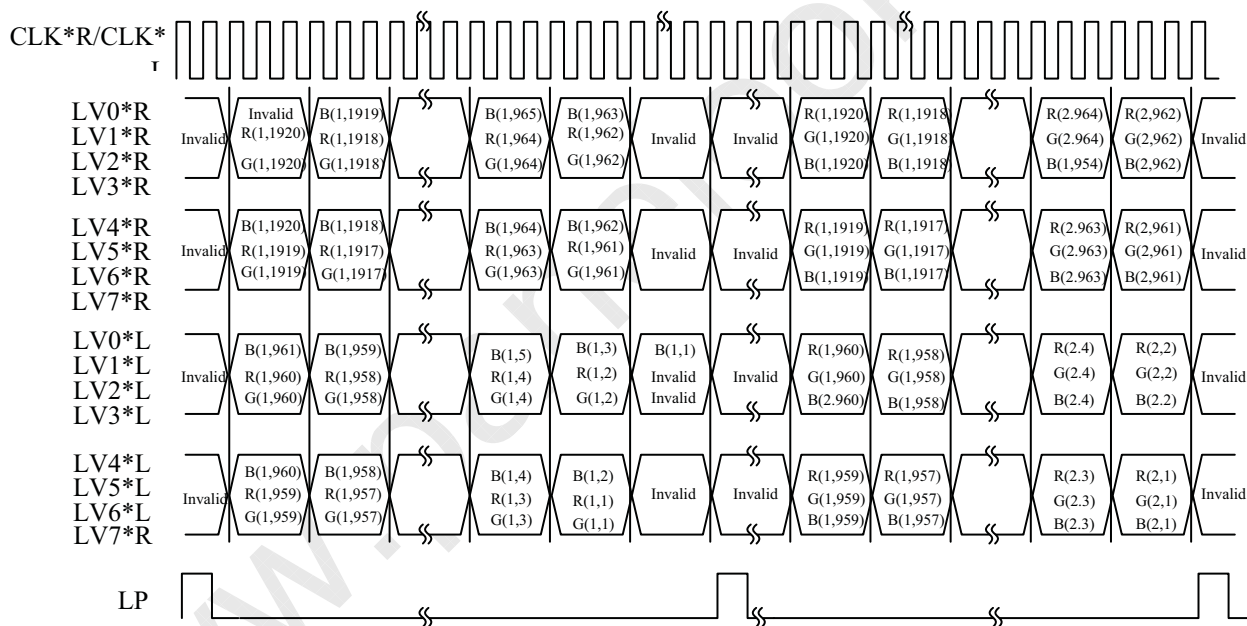 CLK*R/CLK*
LV0*R
LV1*R
LV2*R
LV3*R
Invalid
Invalid
R(1,1920)
G(1,1920)
B(1,1919)
R(1,1918)
G(1,1918)
B(1,965)
R(1,964)
G(1,964)
B(1,963)
R(1,962)
G(1,962)
Invalid
Invalid
R(1,1920)
G(1,1920)
B(1,1920)
R(1,1918
G(1,1918)
B(1,1918)
R(2.964)
G(2.964)
B(1,954)
R(2,962)
G(2,962)
B(2,962)
Invalid
LV4*R
LV5*R
LV6*R
LV7*R
Invalid
B(1,1920)
R(1,1919)
G(1,1919)
B(1,1918)
R(1,1917)
G(1,1917)
B(1,964)
R(1,963)
G(1,963)
B(1,962)
R(1,961)
G(1,961)
Invalid
Invalid
R(1,1919)
G(1,1919)
B(1,1919)
R(1,1917)
G(1,1917)
B(1,1917)
R(2.963)
G(2.963)
B(2.963)
R(2,961)
G(2,961)
B(2,961)
Invalid
LV0*L
LV1*L
LV2*L
LV3*L
Invalid
B(1,961)
R(1,960)
G(1,960)
B(1,959)
R(1,958)
G(1,958)
B(1,5)
R(1,4)
G(1,4)
B(1,3)
R(1,2)
G(1,2)
B(1,1)
Invalid
Invalid
Invalid
R(1,960)
G(1,960)
B(2.960)
R(1,958)
G(1,958)
B(1,958)
R(2.4)
G(2.4)
B(2.4)
R(2,2)
G(2,2)
B(2.2)
Invalid
LV4*L
LV5*L
LV6*L
LV7*R
Invalid
B(1,960)
R(1,959)
G(1,959)
B(1,958)
R(1,957)
G(1,957)
B(1,4)
R(1,3)
G(1,3)
B(1,2)
R(1,1)
G(1,1)
Invalid
Invalid
R(1,959)
G(1,959)
B(1,959)
R(1,957)
G(1,957)
B(1,957)
R(2.3)
G(2.3)
B(2.3)
R(2,1)
G(2,1)
B(2,1)
Invalid
LP